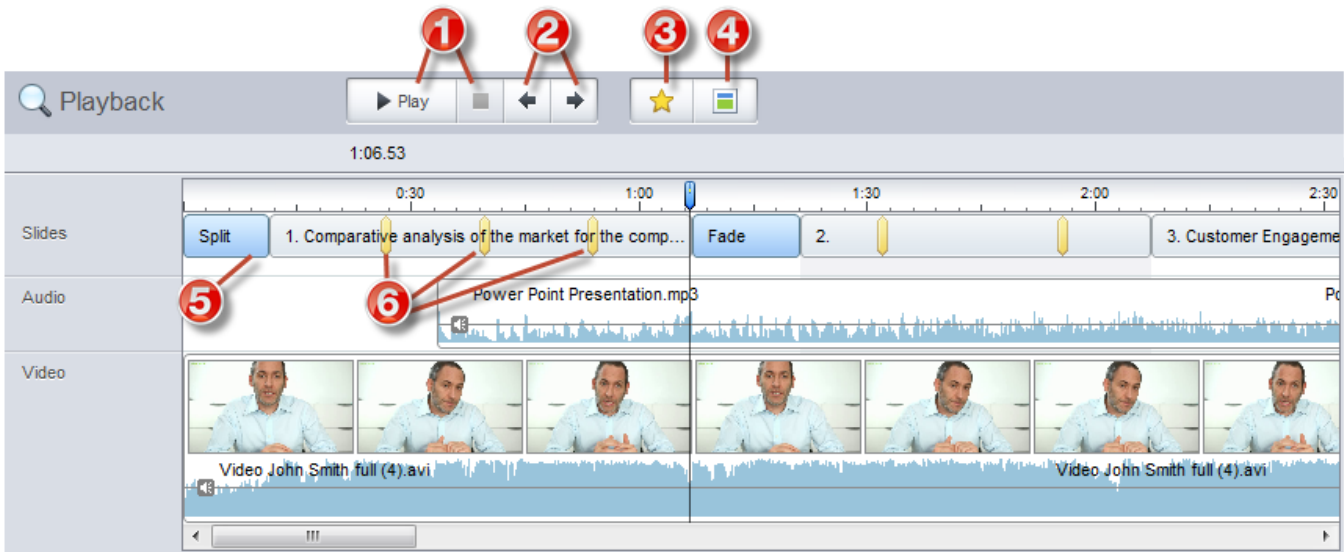 1 2 3 4
Playback
Play
1:06.53
0:30 1:00 1:30 2:00 2:30
Slides
Split
1. Comparative analysis of the market for the comp...
Fade
2.
3. Customer Engageme
5 6
Audio
Power Point Presentation.mp3
Po
Video
Video John Smith full (4).avi
Video John Smith full (4).avi